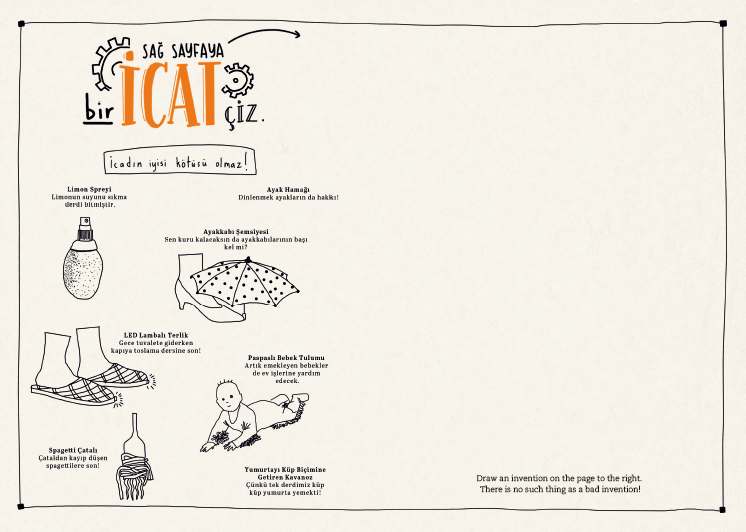 SAĞ SAYFAYA
bir İCAT ÇİZ.
İcadın iyisi kötüsü olmaz!
Limon Spreyi
Limonun suyunu sıkma
derdi bitmiştir.
Ayak Hamağı
Dinlenmek ayakların da hakkı!
Ayakkabı Şemsiyesi
Sen kuru kalacaksın da ayakkabılarının başı
kel mi?
LED Lambalı Terlik
Gece tuvalete giderken
kapıya toslama dersine son!
Paspaslı Bebek Tulumu
Artık emekleyen bebekler
de ev işlerine yardım
edecek.
Spagetti Çatalı
Çataldan kayıp düşen
spagettilere son!
Yumurtayı Küp Biçimine
Getiren Kavanoz
Çünkü tek derdimiz küp
küp yumurta yemekti!
Draw an invention on the page to the right.
There is no such thing as a bad invention!